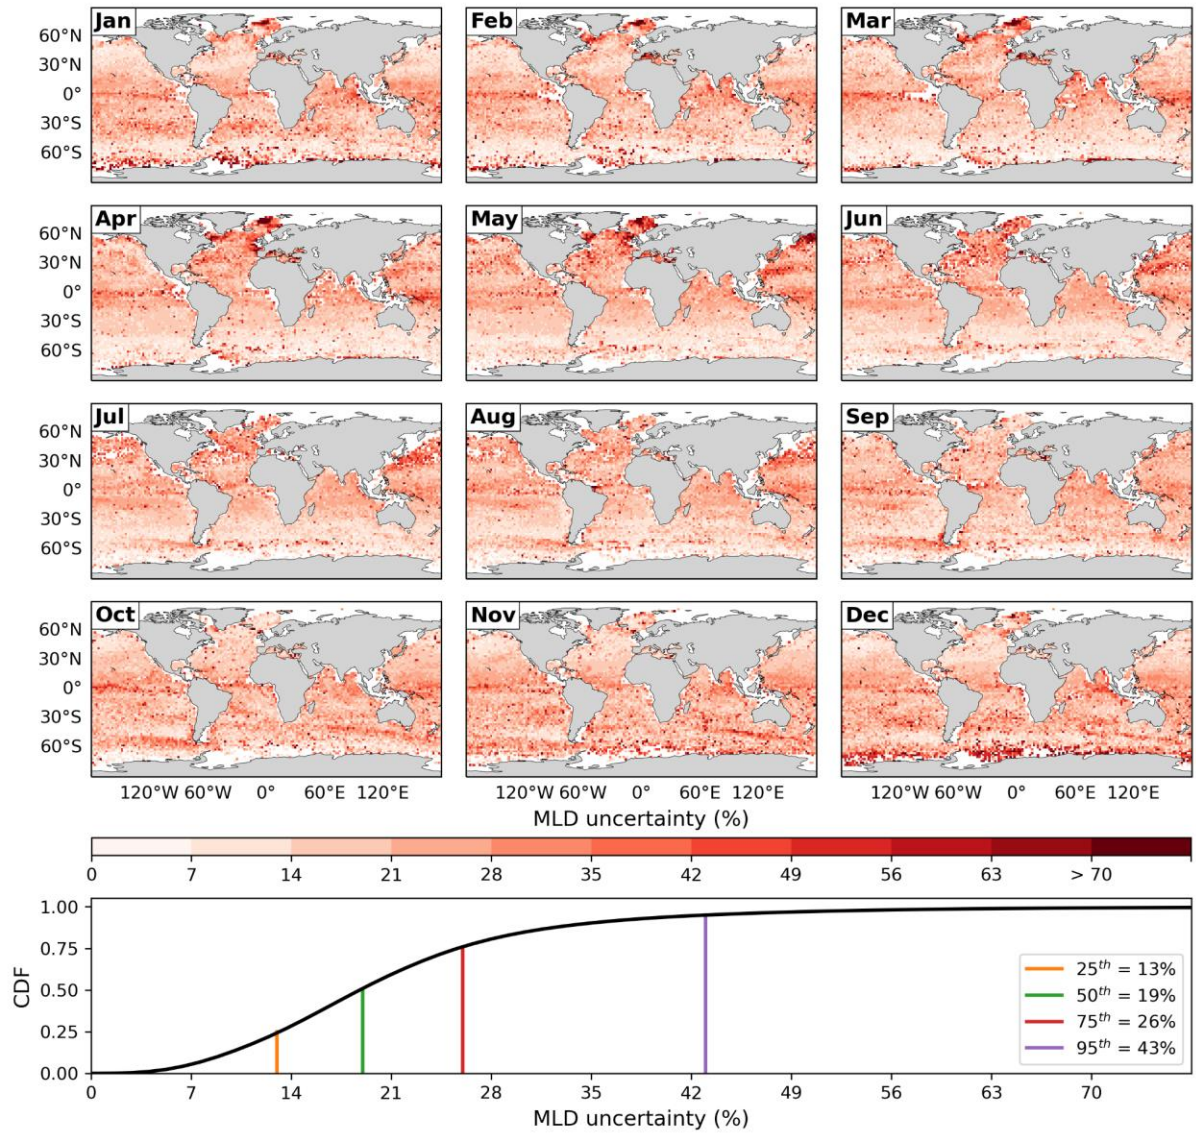 Jan Feb Mar
60°N
30°N
0°
30°S
60°S
Apr May Jun
60°N
30°N
0°
30°S
60°S
Jul Aug Sep
60°N
30°N
0°
30°S
60°S
Oct Nov Dec
60°N
30°N
0°
30°S
60°S
120°W 60°W 0° 60°E 120°E 120°W 60°W 0° 60°E 120°E 120°W 60°W 0° 60°E 120°E
MLD uncertainty (%)
0 7 14 21 28 35 42 49 56 63 > 70
1.00
0.75
0.50
0.25
0.00
CDF
25th = 13%
50th = 19%
75th = 26%
95th = 43%
0 7 14 21 28 35 42 49 56 63 70
MLD uncertainty (%)